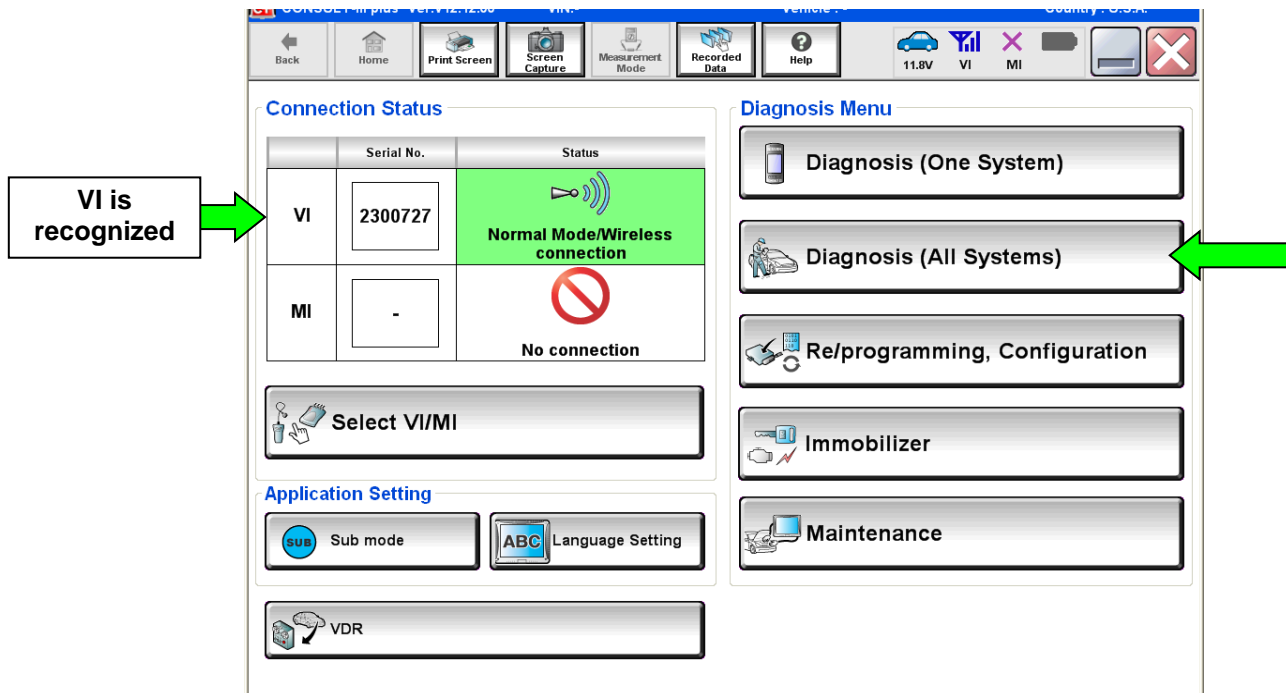 Back
Home
Print Screen
Screen
Capture
Measurement
Mode
Recorded
Data
Help
11.8V
VI
MI
Connection Status
Serial No.
Status
VI
2300727
Normal Mode/Wireless
connection
MI
-
No connection
Select VI/MI
Application Setting
SUB
Sub mode
ABC
Language Setting
VDR
Diagnosis Menu
Diagnosis (One System)
Diagnosis (All Systems)
Re/programming, Configuration
Immobilizer
Maintenance
VI is
recognized